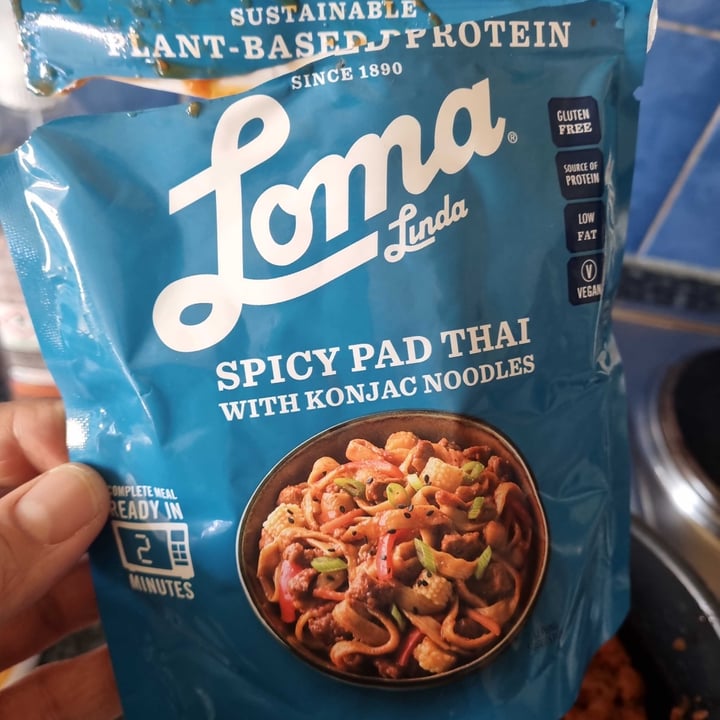 SUSTAINABLE
PLANT-BASED PROTEIN
SINCE 1890
Loma®
Linda
GLUTEN
FREE
SOURCE OF
PROTEIN
LOW
FAT
V
VEGAN
SPICY PAD THAI
WITH KONJAC NOODLES
COMPLETE MEAL
READY IN
2
MINUTES